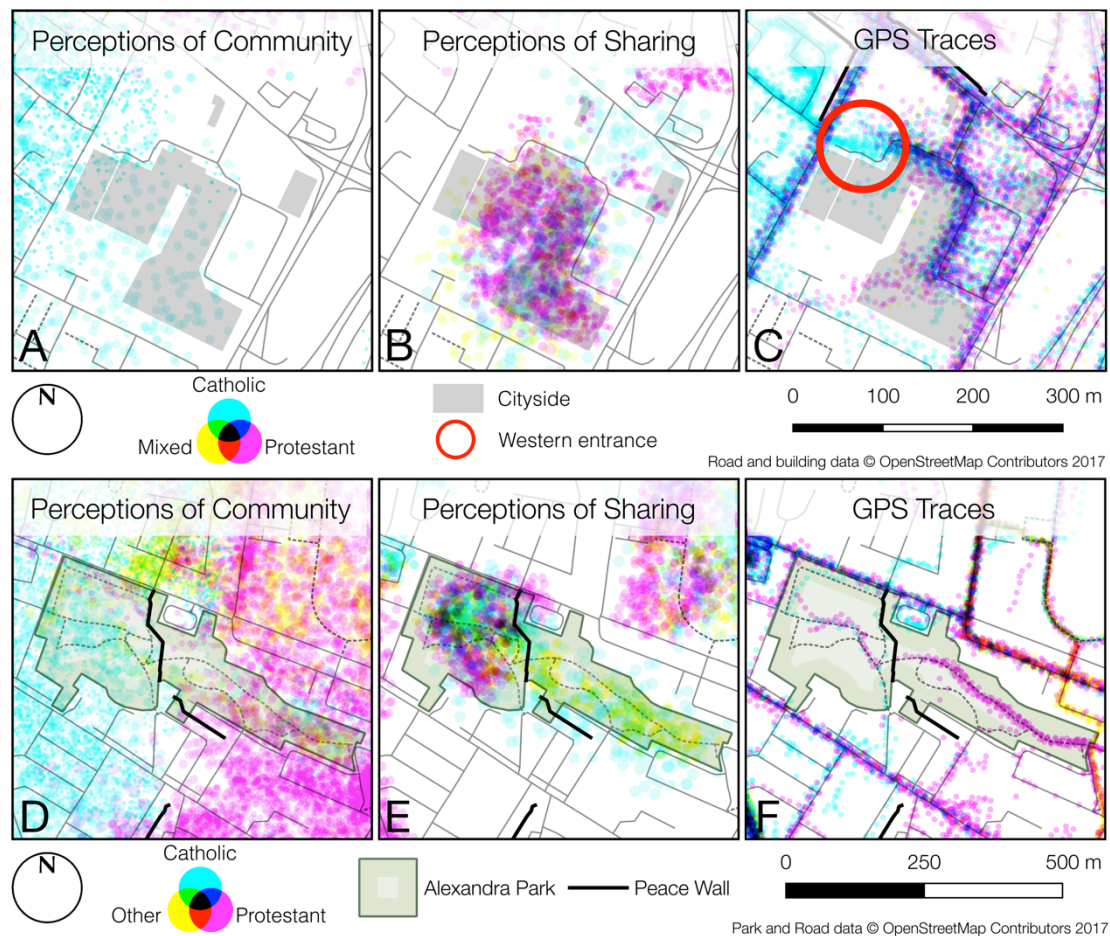 Perceptions of Community
Perceptions of Sharing
GPS Traces
A
B
C
N
Catholic
Mixed
Protestant
Cityside
Western entrance
0 100 200 300 m
Road and building data © OpenStreetMap Contributors 2017
Perceptions of Community
Perceptions of Sharing
GPS Traces
D
E
F
N
Catholic
Other
Protestant
Alexandra Park
Peace Wall
0 250 500 m
Park and Road data © OpenStreetMap Contributors 2017